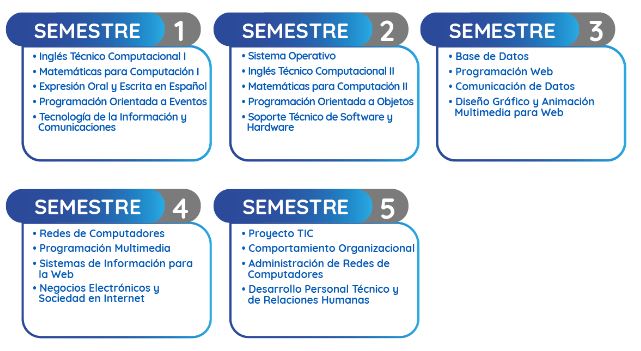 SEMESTRE 1
• Inglés Técnico Computacional I
• Matemáticas para Computación I
• Expresión Oral y Escrita en Español
• Programación Orientada a Eventos
• Tecnología de la Información y
Comunicaciones
SEMESTRE 2
• Sistema Operativo
• Inglés Técnico Computacional II
• Matemáticas para Computación II
• Programación Orientada a Objetos
• Soporte Técnico de Software y
Hardware
SEMESTRE 3
• Base de Datos
• Programación Web
• Comunicación de Datos
• Diseño Gráfico y Animación
Multimedia para Web
SEMESTRE 4
• Redes de Computadores
• Programación Multimedia
• Sistemas de Información para
la Web
• Negocios Electrónicos y
Sociedad en Internet
SEMESTRE 5
• Proyecto TIC
• Comportamiento Organizacional
• Administración de Redes de
Computadores
• Desarrollo Personal Técnico y
de Relaciones Humanas